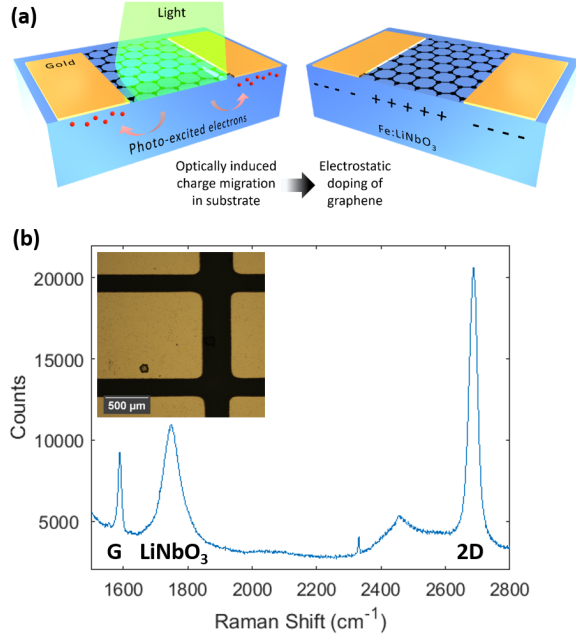 (a)
Light
Gold
Photo-excited electrons
+ + + + +
- - - -
- - - -
Fe:LiNbO3
Optically induced
charge migration
in substrate
Electrostatic
doping of
graphene
(b)
20000
15000
10000
5000
Counts
500 µm
G
LiNbO3
2D
1600 1800 2000 2200 2400 2600 2800
Raman Shift (cm-1)